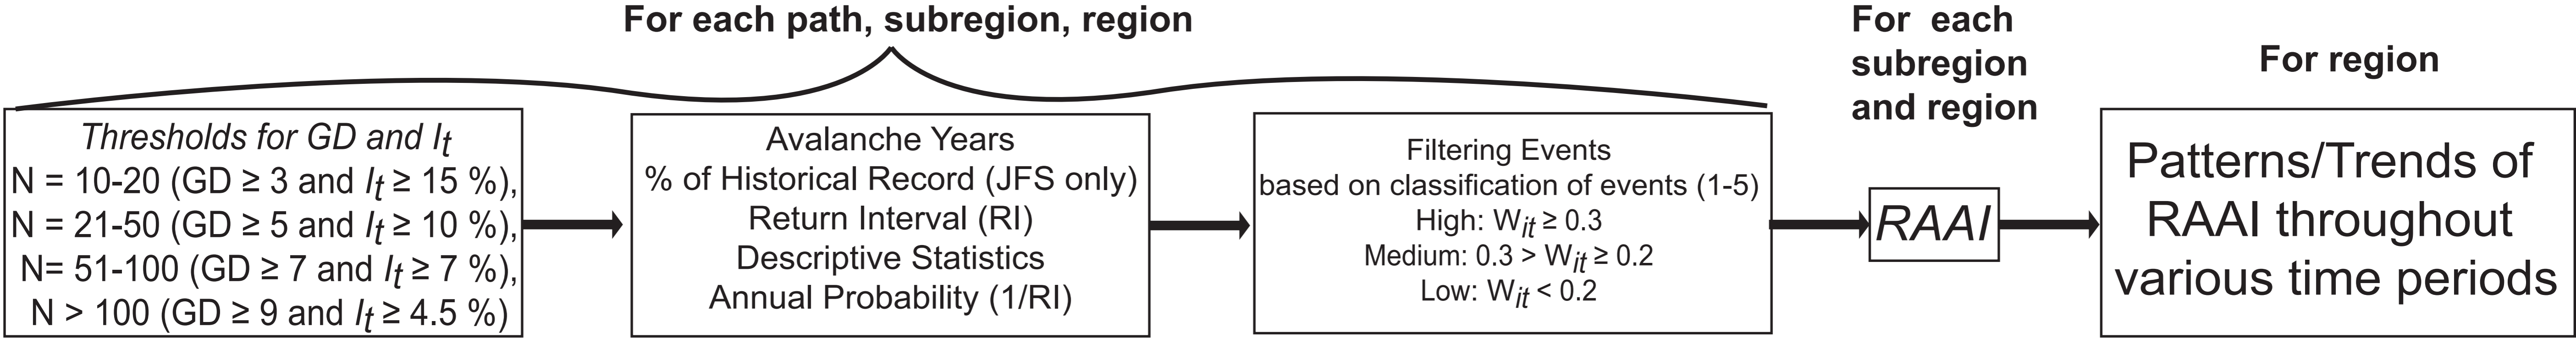 For each path, subregion, region
For each
subregion
and region
For region
Thresholds for GD and It
N = 10-20 (GD ≥ 3 and It ≥ 15 %),
N = 21-50 (GD ≥ 5 and It ≥ 10 %),
N= 51-100 (GD ≥ 7 and It ≥ 7 %),
N > 100 (GD ≥ 9 and It ≥ 4.5 %)
Avalanche Years
% of Historical Record (JFS only)
Return Interval (RI)
Descriptive Statistics
Annual Probability (1/RI)
Filtering Events
based on classification of events (1-5)
High: Wit ≥ 0.3
Medium: 0.3 > Wit ≥ 0.2
Low: Wit < 0.2
RAAI
Patterns/Trends of
RAAI throughout
various time periods